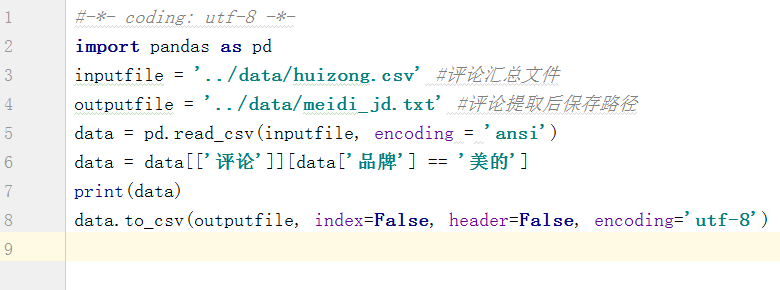 1 #-*- coding: utf-8 -*-
2 import pandas as pd
3 inputfile = '../data/huizong.csv' #评论汇总文件
4 outputfile = '../data/meidi_jd.txt' #评论提取后保存路径
5 data = pd.read_csv(inputfile, encoding = 'ansi')
6 data = data[['评论']][data['品牌'] == '美的']
7 print(data)
8 data.to_csv(outputfile, index=False, header=False, encoding='utf-8')
9